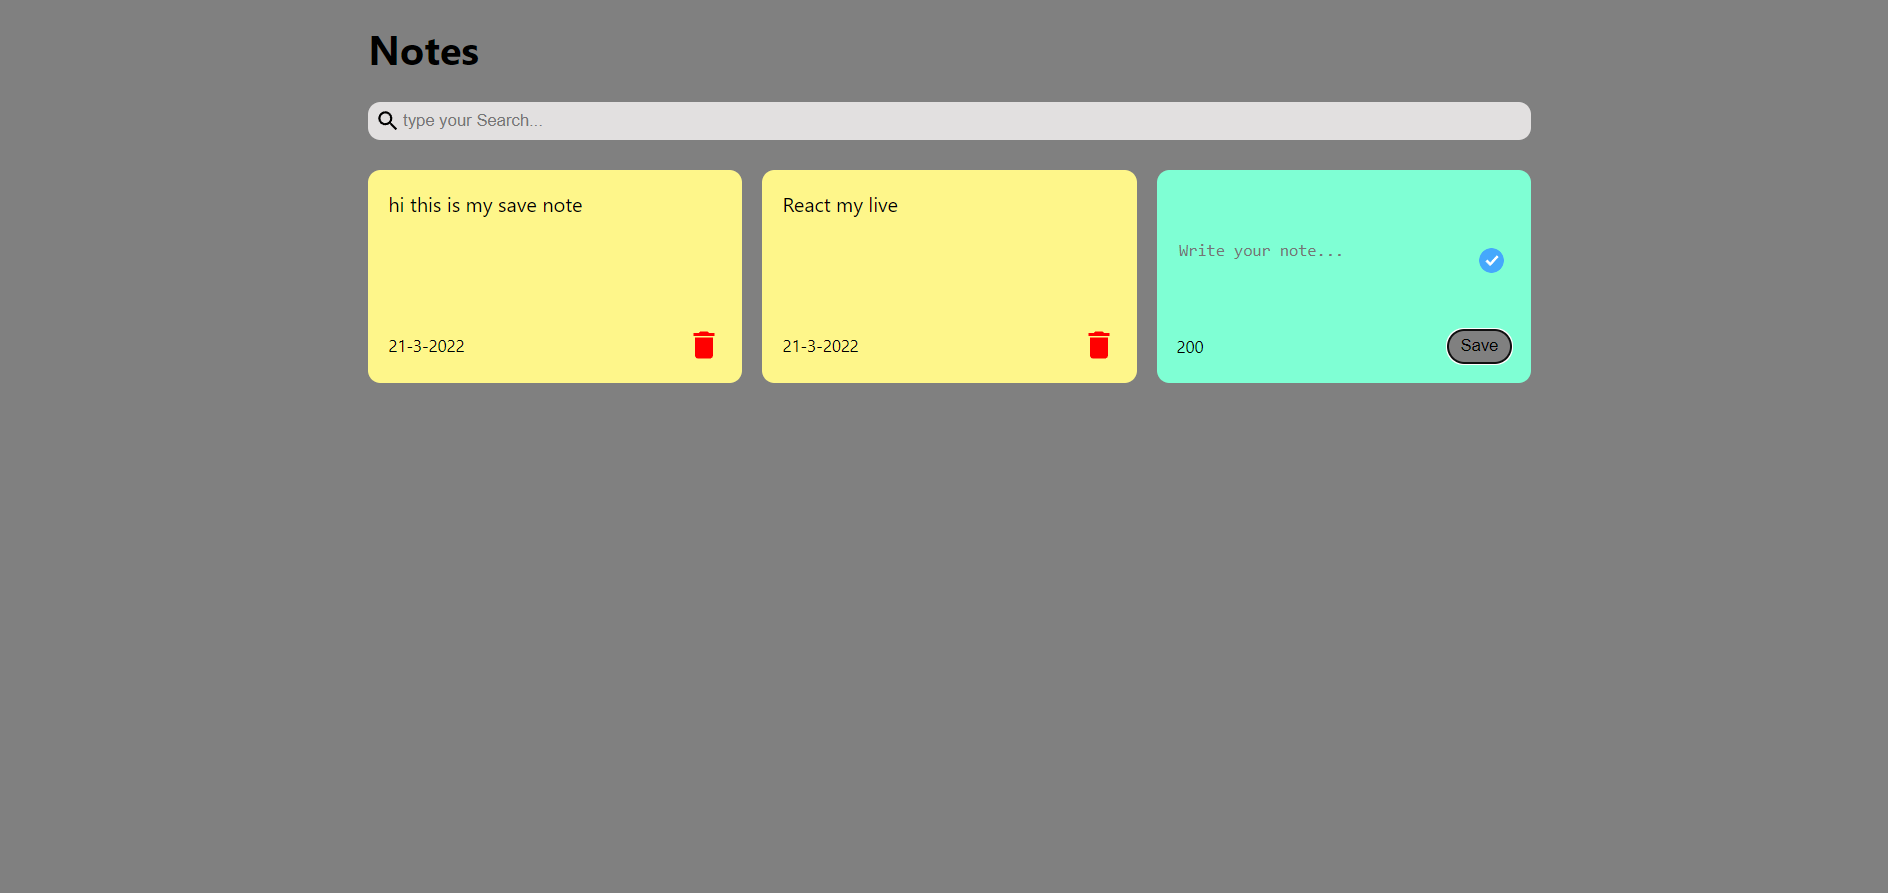 Notes
type your Search...
hi this is my save note
21-3-2022
React my live
21-3-2022
Write your note...
200
Save